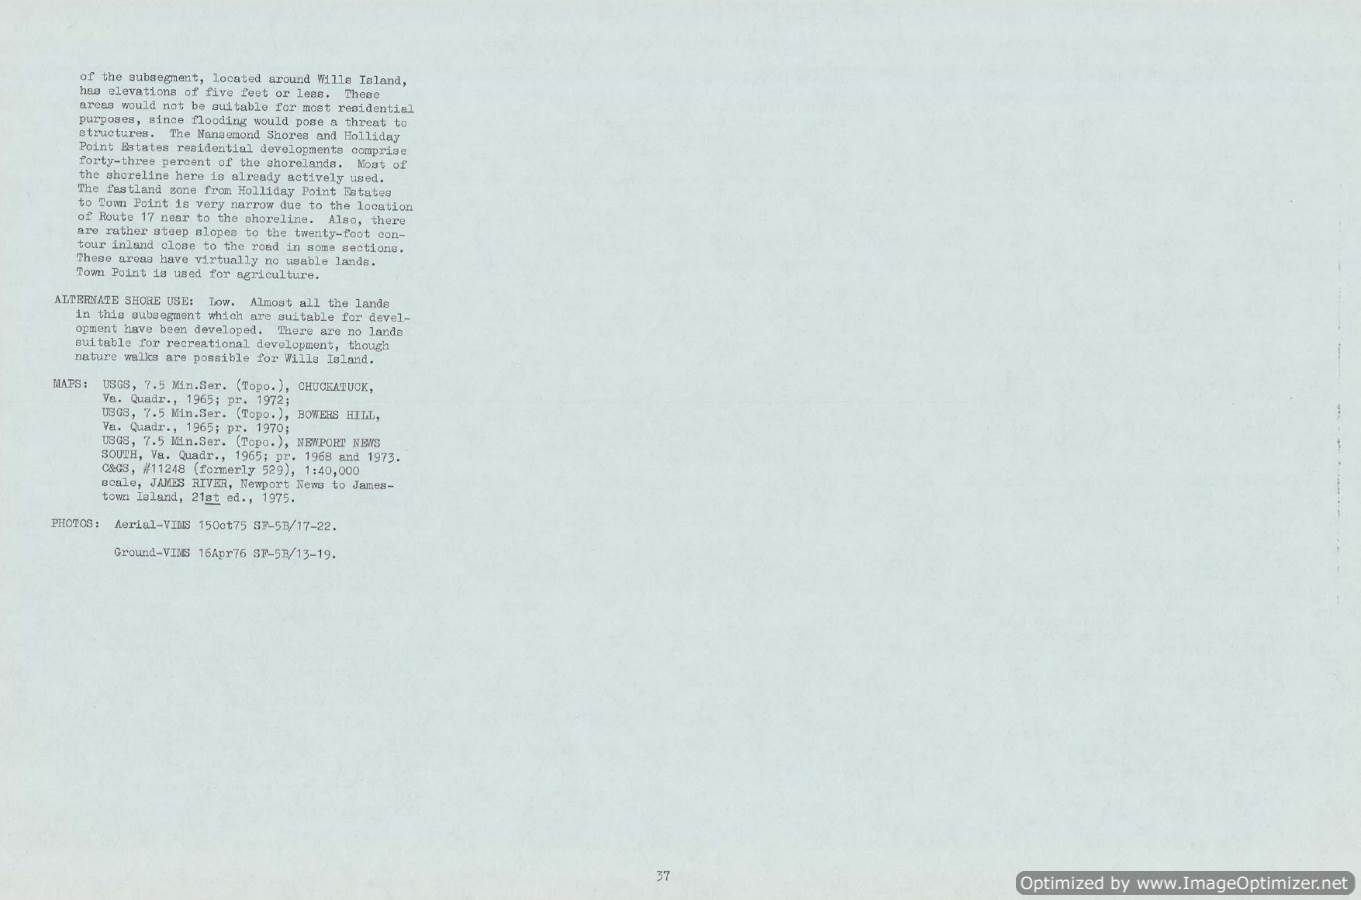 of the subsegment, located around Wills Island,
has elevations of five feet or less. These
areas would not be suitable for most residential
purposes, since flooding would pose a threat to
structures. The Nansemond Shores and Holliday
Point Estates residential developments comprise
forty-three percent of the shorelands. Most of
the shoreline here is already actively used.
The fastland zone from Holliday Point Estates
to Town Point is very narrow due to the location
of Route 17 near to the shoreline. Also, there
are rather steep slopes to the twenty-foot con-
tour inland close to the road in some sections.
These areas have virtually no usable lands.
Town Point is used for agriculture.
ALTERNATE SHORE USE: Low. Almost all the lands
in this subsegment which are suitable for devel-
opment have been developed. There are no lands
suitable for recreational development, though
nature walks are possible for Wills Island.
MAPS: USGS, 7.5 Min.Ser. (Topo.), CHUCKATUCK,
Va. Quadr., 1965; pr. 1972;
USGS, 7.5 Min.Ser. (Topo.), BOWERS HILL,
Va. Quadr., 1965; pr. 1970;
USGS, 7.5 Min.Ser. (Topo.), NEWPORT NEWS
SOUTH, Va. Quadr., 1965; pr. 1968 and 1973.
C&GS, #11248 (formerly 529), 1:40,000
scale, JAMES RIVER, Newport News to James-
town Island, 21st ed., 1975.
PHOTOS: Aerial-VIMS 15Oct75 SF-5B/17-22.
Ground-VIMS 16Apr76 SF-5B/13-19.
37
Optimized by www.ImageOptimizer.net